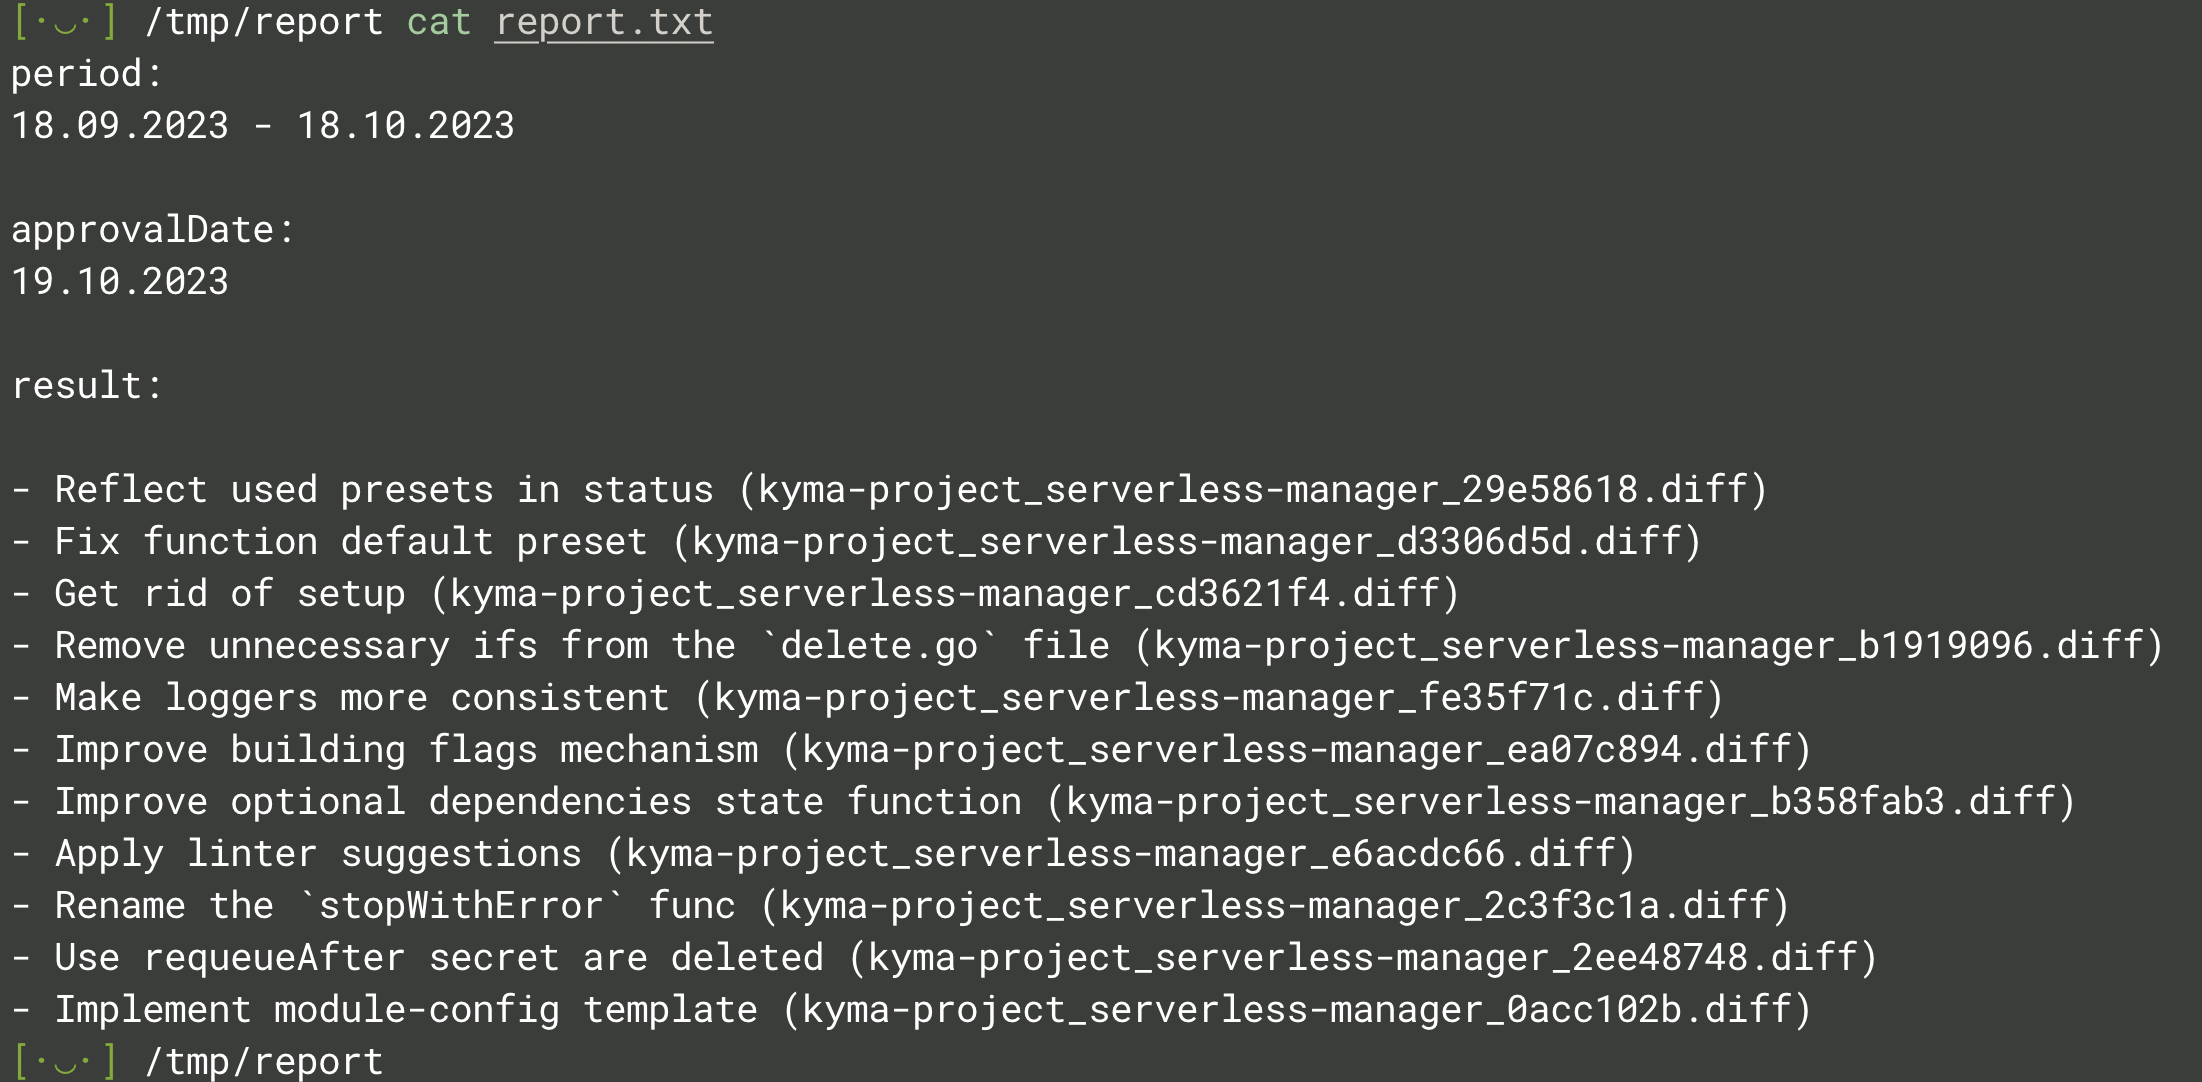 [·◡·] /tmp/report cat report.txt
period:
18.09.2023 - 18.10.2023
approvalDate:
19.10.2023
result:
- Reflect used presets in status (kyma-project_serverless-manager_29e58618.diff)
- Fix function default preset (kyma-project_serverless-manager_d3306d5d.diff)
- Get rid of setup (kyma-project_serverless-manager_cd3621f4.diff)
- Remove unnecessary ifs from the `delete.go` file (kyma-project_serverless-manager_b1919096.diff)
- Make loggers more consistent (kyma-project_serverless-manager_fe35f71c.diff)
- Improve building flags mechanism (kyma-project_serverless-manager_ea07c894.diff)
- Improve optional dependencies state function (kyma-project_serverless-manager_b358fab3.diff)
- Apply linter suggestions (kyma-project_serverless-manager_e6acdc66.diff)
- Rename the `stopWithError` func (kyma-project_serverless-manager_2c3f3c1a.diff)
- Use requeueAfter secret are deleted (kyma-project_serverless-manager_2ee48748.diff)
- Implement module-config template (kyma-project_serverless-manager_0acc102b.diff)
[·◡·] /tmp/report